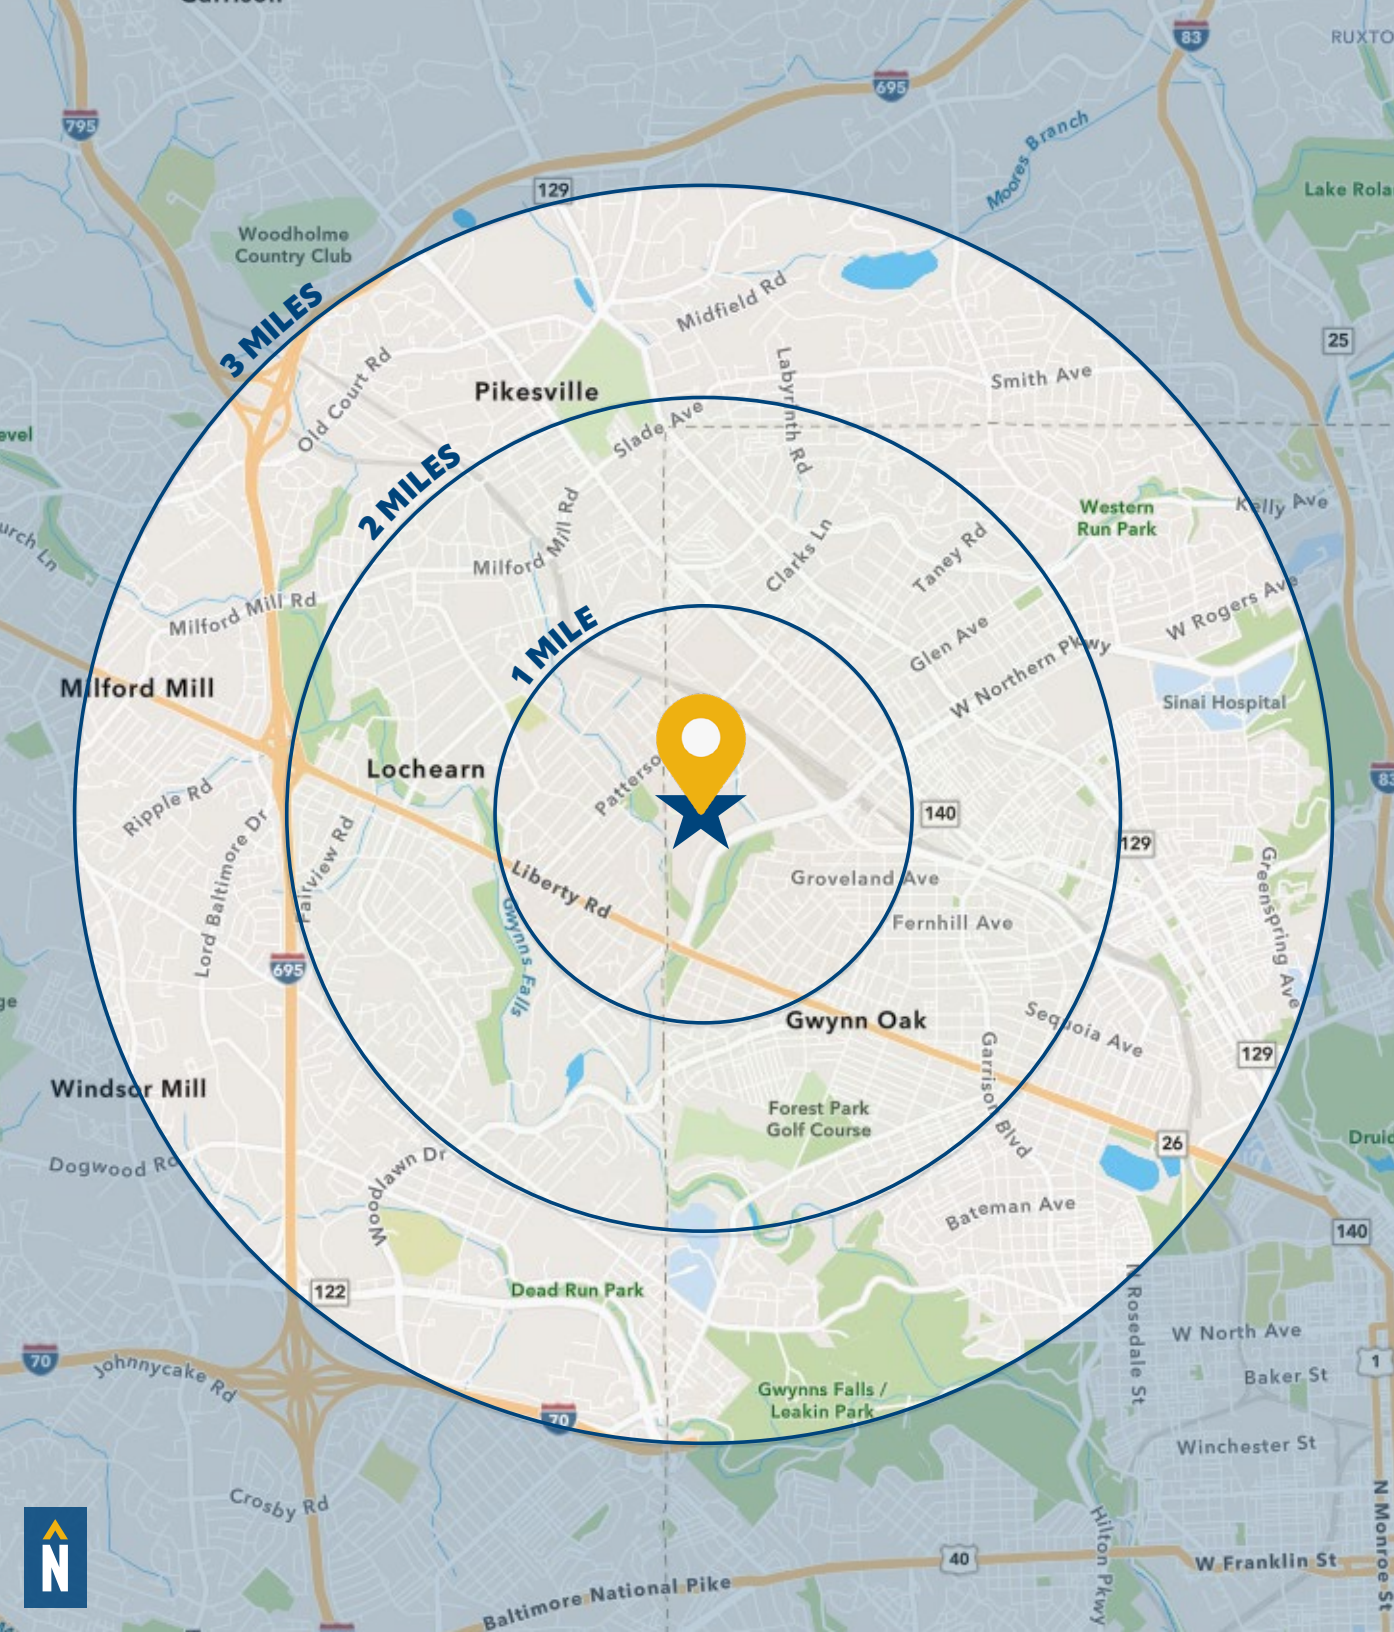 83
695
795
129
Moores Branch
Lake Rola
Woodholme
Country Club
3 MILES
Midfield Rd
25
Old Court Rd
Labyrinth Rd
Smith Ave
Pikesville
Slade Ave
2 MILES
Milford Mill Rd
Clarks Ln
Taney Rd
Western
Run Park
Kelly Ave
Milford Mill Rd
1 MILE
Glen Ave
W Rogers Ave
W Northern Pkwy
Milford Mill
Sinai Hospital
Lochearn
83
Ripple Rd
Lord Baltimore Dr
Fairview Rd
Patterso
140
129
Liberty Rd
Groveland Ave
Fernhill Ave
Greenspring Ave
Gwynns Falls
695
Gwynn Oak
Sequoia Ave
129
Windsor Mill
Garrison Blvd
Forest Park
Golf Course
26
Druid
Dogwood Rd
Woodlawn Dr
Bateman Ave
140
122
Dead Run Park
N Rosedale St
W North Ave
70
Johnnycake Rd
1
Baker St
Gwynns Falls /
Leakin Park
70
Winchester St
Crosby Rd
N Monroe St
Hilton Pkwy
N
40
W Franklin St
Baltimore National Pike